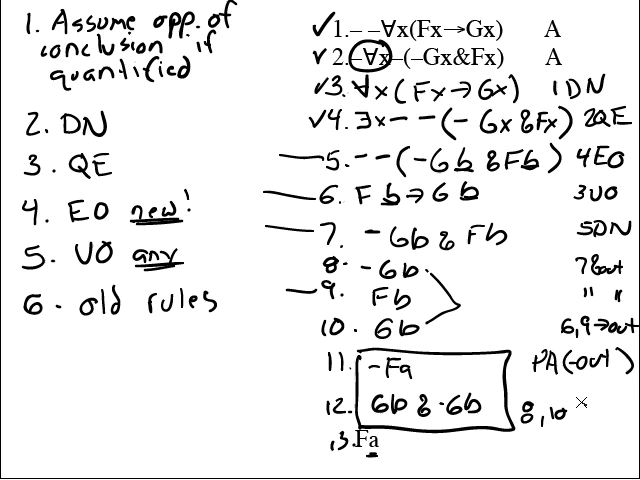 1. Assume opp. of
conclusion if
quantified
2. DN
3. QE
4. EO new!
5. UO any
6. old rules
✓ 1. – –∀x(Fx→Gx) A
✓ 2. –∀x–(–Gx&Fx) A
✓3. ∀x(Fx→Gx) 1DN
✓4. ∃x– –(–Gx&Fx) 2QE
5. – –(–Gb&Fb) 4EO
6. Fb→Gb 3UO
7. –Gb & Fb 5DN
8. –Gb 7&out
9. Fb " "
10. Gb 6,9→out
11. –Fa PA(–out)
12. Gb & –Gb 8,10
13. Fa